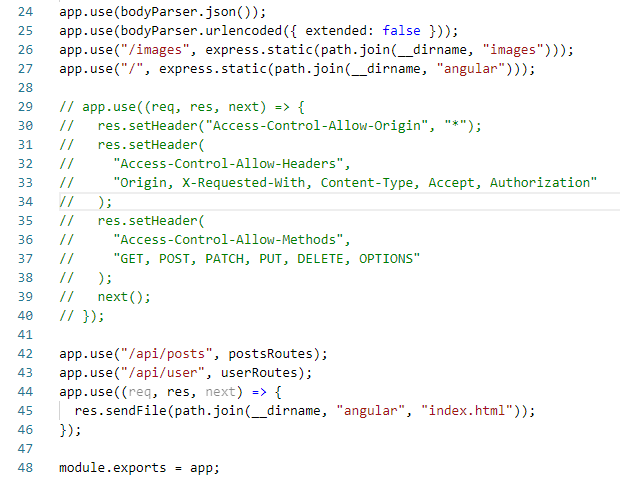 24 app.use(bodyParser.json());
25 app.use(bodyParser.urlencoded({ extended: false }));
26 app.use("/images", express.static(path.join(__dirname, "images")));
27 app.use("/", express.static(path.join(__dirname, "angular")));
28
29 // app.use((req, res, next) => {
30 //   res.setHeader("Access-Control-Allow-Origin", "*");
31 //   res.setHeader(
32 //     "Access-Control-Allow-Headers",
33 //     "Origin, X-Requested-With, Content-Type, Accept, Authorization"
34 //   );
35 //   res.setHeader(
36 //     "Access-Control-Allow-Methods",
37 //     "GET, POST, PATCH, PUT, DELETE, OPTIONS"
38 //   );
39 //   next();
40 // });
41
42 app.use("/api/posts", postsRoutes);
43 app.use("/api/user", userRoutes);
44 app.use((req, res, next) => {
45   res.sendFile(path.join(__dirname, "angular", "index.html"));
46 });
47
48 module.exports = app;